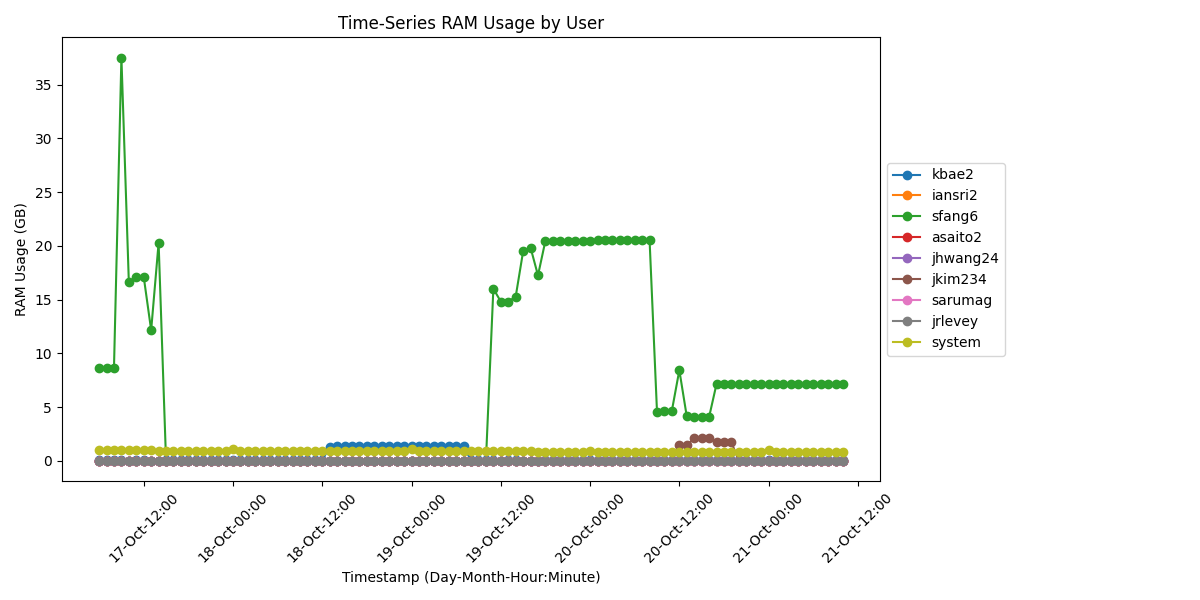 Time-Series RAM Usage by User
RAM Usage (GB)
35
30
25
20
15
10
5
0
17-Oct-12:00
18-Oct-00:00
18-Oct-12:00
19-Oct-00:00
19-Oct-12:00
20-Oct-00:00
20-Oct-12:00
21-Oct-00:00
21-Oct-12:00
Timestamp (Day-Month-Hour:Minute)
kbae2
iansri2
sfang6
asaito2
jhwang24
jkim234
sarumag
jrlevey
system